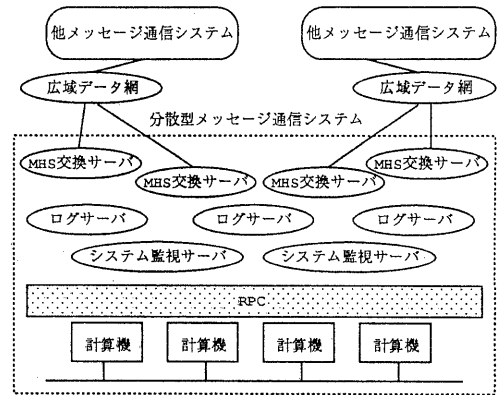 他メッセージ通信システム 他メッセージ通信システム
広域データ網 広域データ網
分散型メッセージ通信システム
MHS交換サーバ MHS交換サーバ
MHS交換サーバ MHS交換サーバ
ログサーバ ログサーバ ログサーバ
システム監視サーバ システム監視サーバ
RPC
計算機 計算機 計算機 計算機